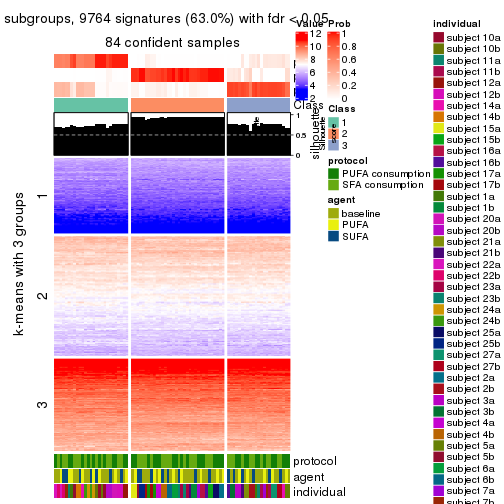 subgroups, 9764 signatures (63.0%) with fdr < 0.05
84 confident samples
k-means with 3 groups
1
2
3
Class
silhouette
1
0.5
0
protocol
agent
individual
Value
12
10
8
6
4
2
Prob
1
0.8
0.6
0.4
0.2
0
Class
1
2
3
Silhouette
score
protocol
PUFA consumption
SFA consumption
agent
baseline
PUFA
SUFA
individual
subject 10a
subject 10b
subject 11a
subject 11b
subject 12a
subject 12b
subject 14a
subject 14b
subject 15a
subject 15b
subject 16a
subject 16b
subject 17a
subject 17b
subject 1a
subject 1b
subject 20a
subject 20b
subject 21a
subject 21b
subject 22a
subject 22b
subject 23a
subject 23b
subject 24a
subject 24b
subject 25a
subject 25b
subject 27a
subject 27b
subject 2a
subject 2b
subject 3a
subject 3b
subject 4a
subject 4b
subject 5a
subject 5b
subject 6a
subject 6b
subject 7a
subject 7b